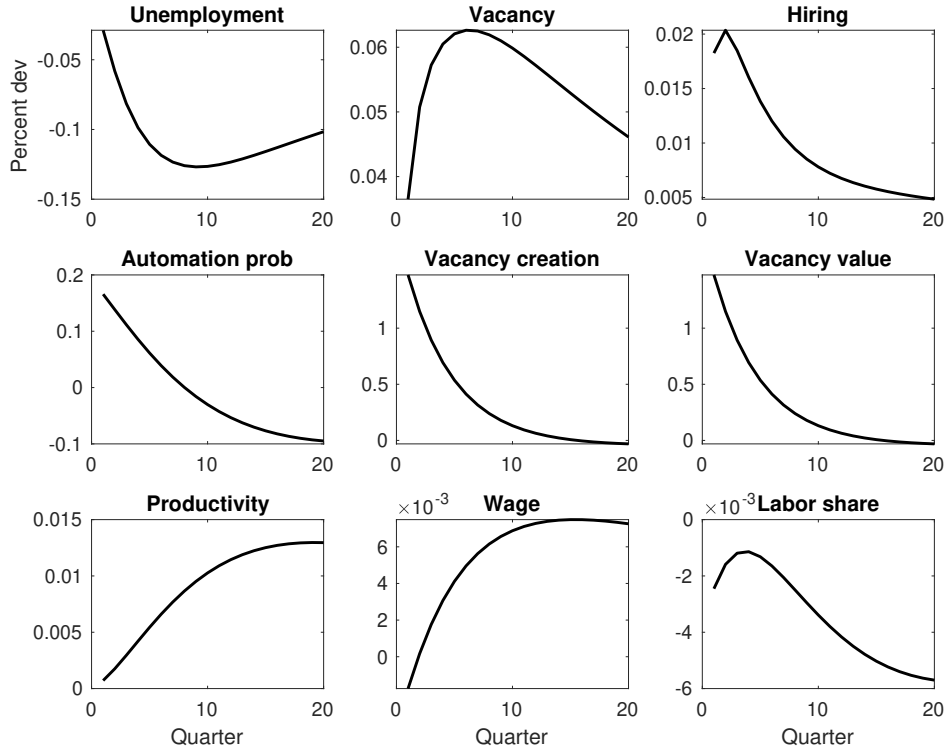 Unemployment
Vacancy
Hiring
Percent dev
-0.05
-0.1
-0.15
0 10 20
0.06
0.05
0.04
0 10 20
0.02
0.015
0.01
0.005
0 10 20
Automation prob
Vacancy creation
Vacancy value
0.2
0.1
0
-0.1
0 10 20
1
0.5
0
0 10 20
1
0.5
0
0 10 20
Productivity
×10⁻³ Wage
×10⁻³ Labor share
0.015
0.01
0.005
0
0 10 20
Quarter
6
4
2
0
0 10 20
Quarter
0
-2
-4
-6
0 10 20
Quarter